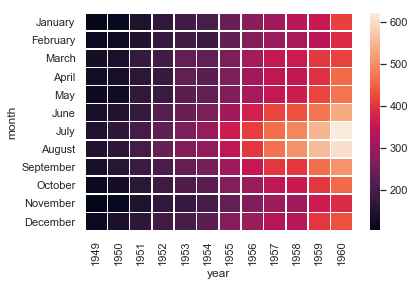 January
February
March
April
May
June
July
August
September
October
November
December
month
1949 1950 1951 1952 1953 1954 1955 1956 1957 1958 1959 1960
year
600
500
400
300
200